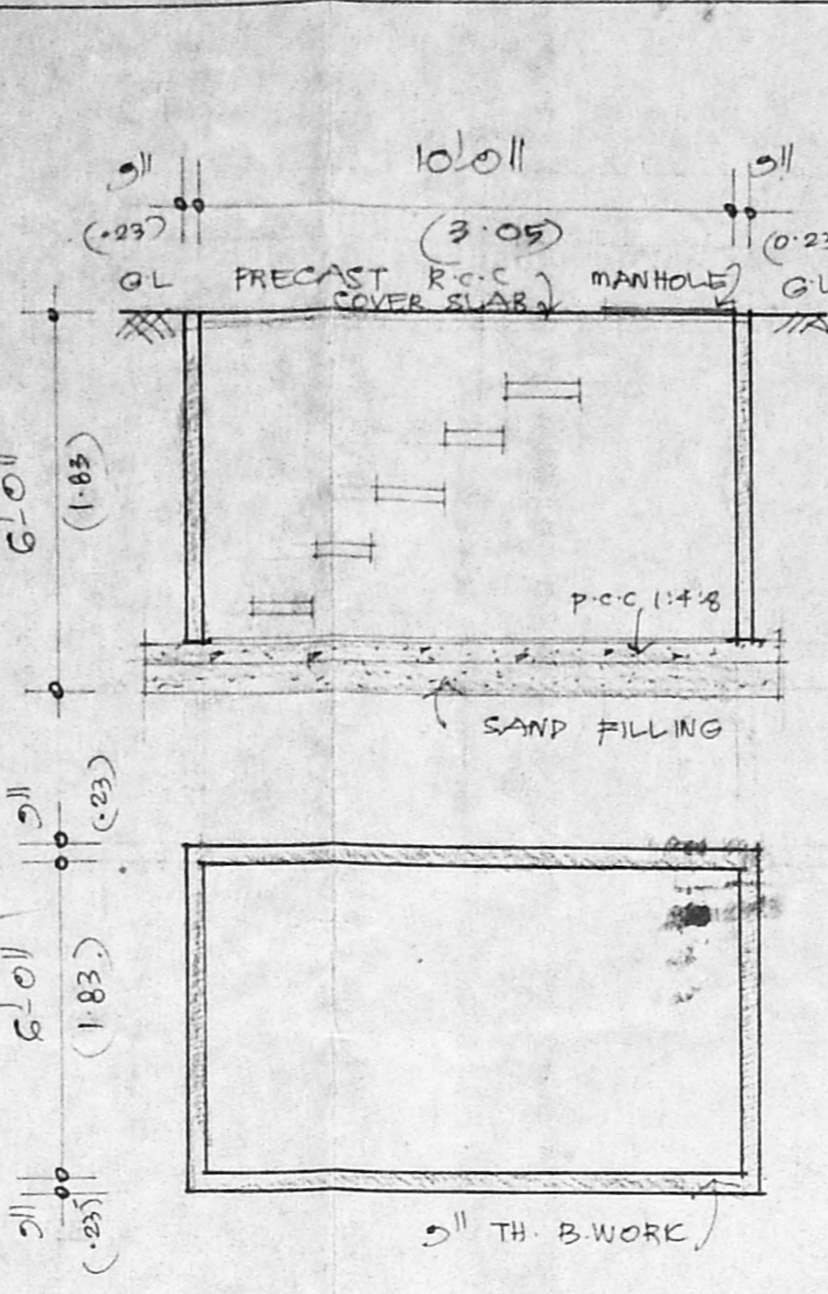 9" 10'-0" 9"
(.23) (3.05) (0.23
G.L PRECAST R.C.C MANHOLE G.L
COVER SLAB
6'-0" (1.83)
P.C.C 1:4:8
SAND FILLING
9" (.23)
6'-0" (1.83)
9" (.23)
9" TH. B.WORK